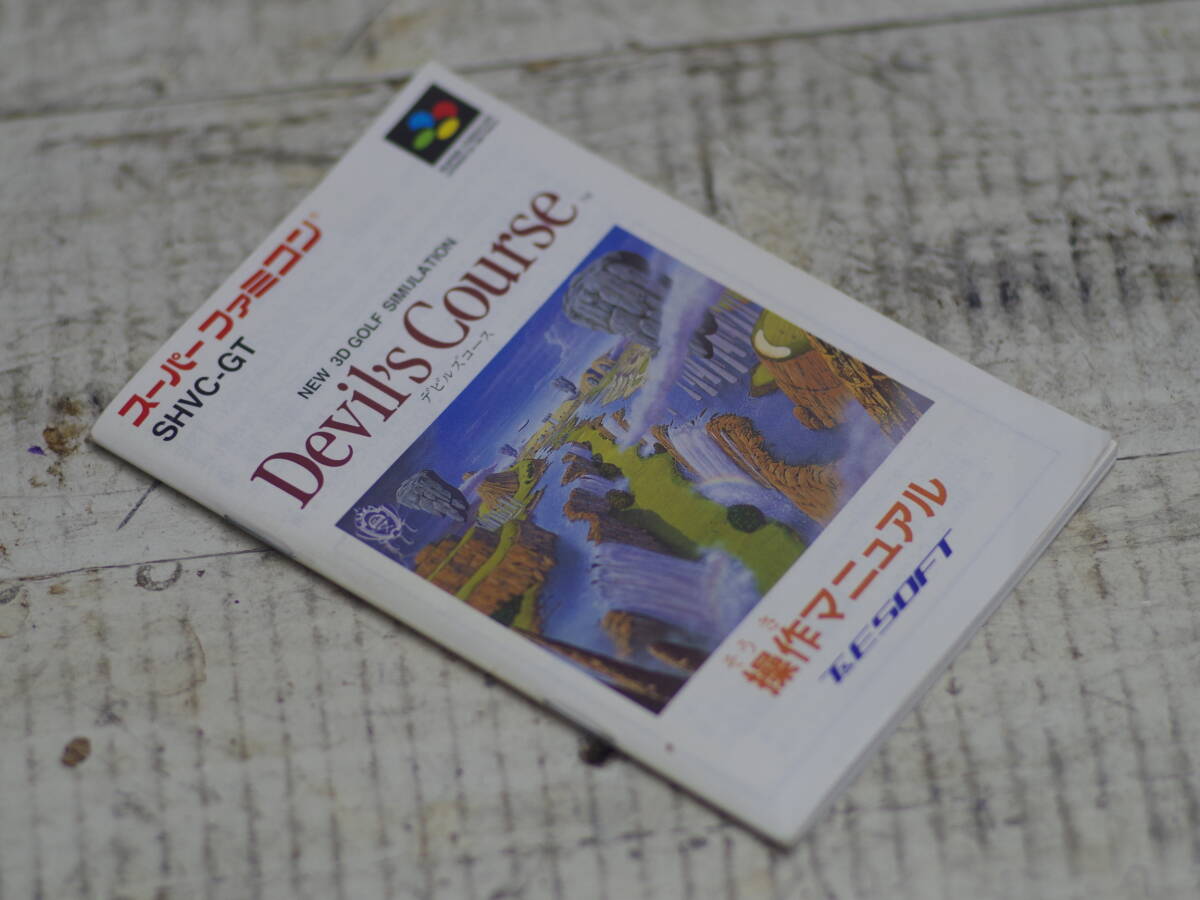 スーパーファミコン®
SHVC-GT
NEW 3D GOLF SIMULATION
Devil's Course™
デビルズコース
そうさ
操作マニュアル
T&ESOFT